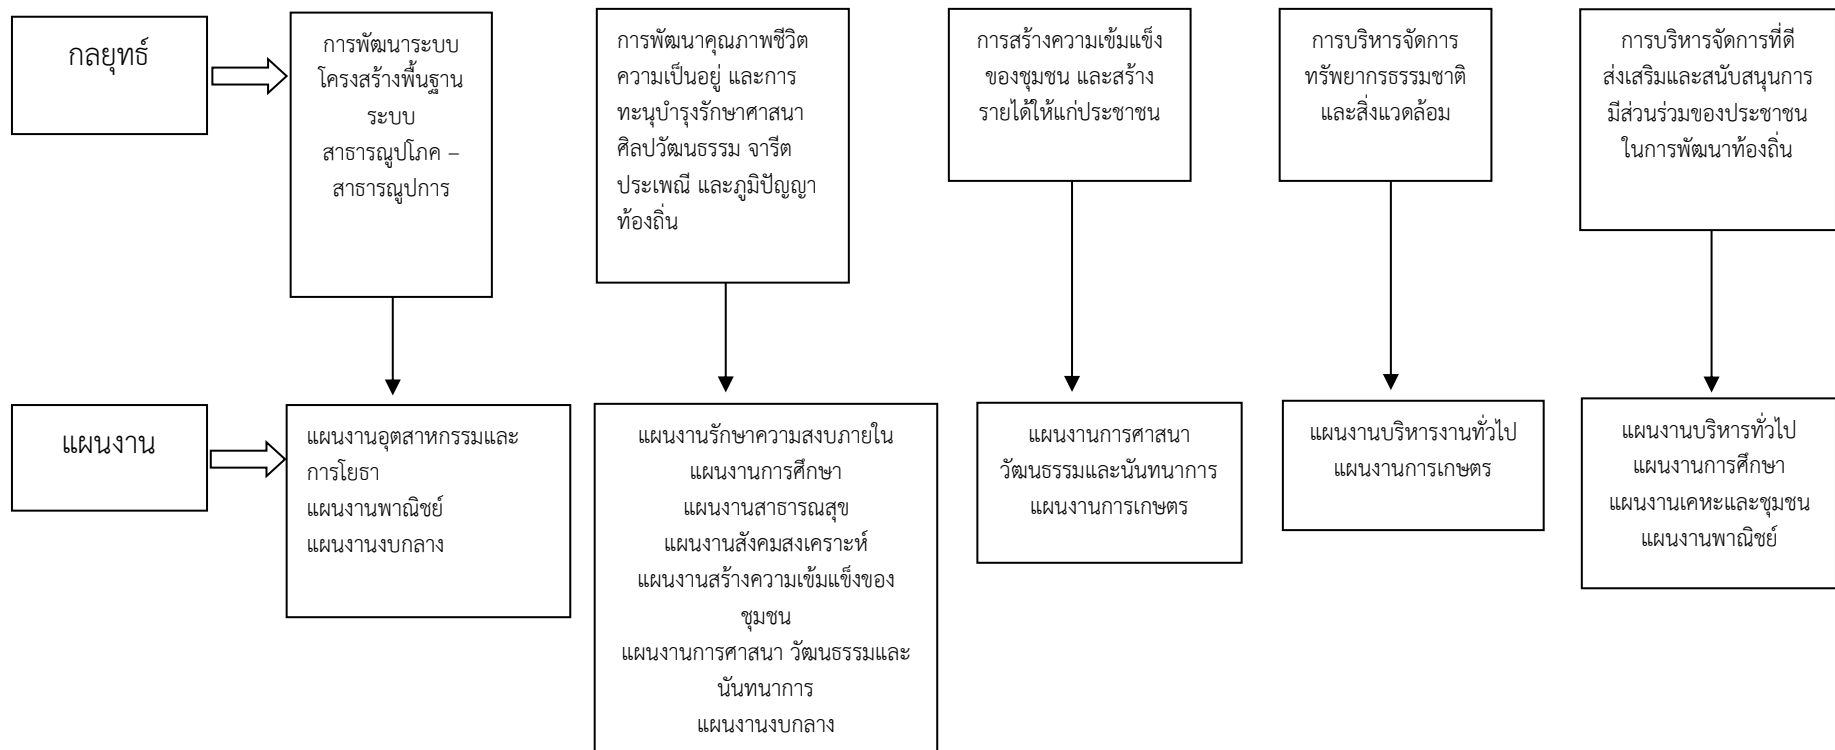 กลยุทธ์
การพัฒนาระบบ
โครงสร้างพื้นฐาน
ระบบ
สาธารณูปโภค –
สาธารณูปการ
การพัฒนาคุณภาพชีวิต
ความเป็นอยู่ และการ
ทะนุบำรุงรักษาศาสนา
ศิลปวัฒนธรรม จารีต
ประเพณี และภูมิปัญญา
ท้องถิ่น
การสร้างความเข้มแข็ง
ของชุมชน และสร้าง
รายได้ให้แก่ประชาชน
การบริหารจัดการ
ทรัพยากรธรรมชาติ
และสิ่งแวดล้อม
การบริหารจัดการที่ดี
ส่งเสริมและสนับสนุนการ
มีส่วนร่วมของประชาชน
ในการพัฒนาท้องถิ่น
แผนงาน
แผนงานอุตสาหกรรมและ
การโยธา
แผนงานพาณิชย์
แผนงานงบกลาง
แผนงานรักษาความสงบภายใน
แผนงานการศึกษา
แผนงานสาธารณสุข
แผนงานสังคมสงเคราะห์
แผนงานสร้างความเข้มแข็งของ
ชุมชน
แผนงานการศาสนา วัฒนธรรมและ
นันทนาการ
แผนงานงบกลาง
แผนงานการศาสนา
วัฒนธรรมและนันทนาการ
แผนงานการเกษตร
แผนงานบริหารงานทั่วไป
แผนงานการเกษตร
แผนงานบริหารทั่วไป
แผนงานการศึกษา
แผนงานเคหะและชุมชน
แผนงานพาณิชย์